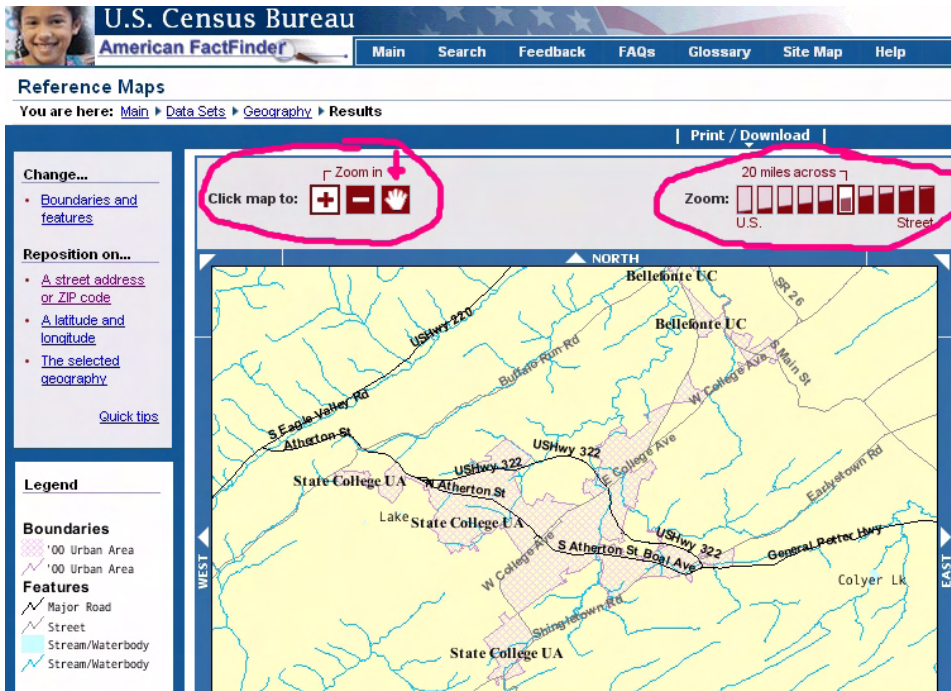 U.S. Census Bureau
American FactFinder
Main Search Feedback FAQs Glossary Site Map Help
Reference Maps
You are here: Main Data Sets Geography Results
| Print / Download |
Change...
Boundaries and
features
Reposition on...
A street address
or ZIP code
A latitude and
longitude
The selected
geography
Quick tips
Zoom in
Click map to:
20 miles across
Zoom:
U.S. Street
NORTH
WEST
EAST
Bellefonte UC
SR 26
USHwy 220
Bellefonte UC
Buffalo Run Rd
S Main St
W College Ave
S Eagle Valley Rd
Atherton St
USHwy 322
E College Ave
USHwy 322
Earlystown Rd
State College UA
N Atherton St
Lake
State College UA
W College Ave
S Atherton St Boal Ave
USHwy 322
General Potter Hwy
Colyer Lk
Shingletown Rd
State College UA
Legend
Boundaries
'00 Urban Area
'00 Urban Area
Features
Major Road
Street
Stream/Waterbody
Stream/Waterbody